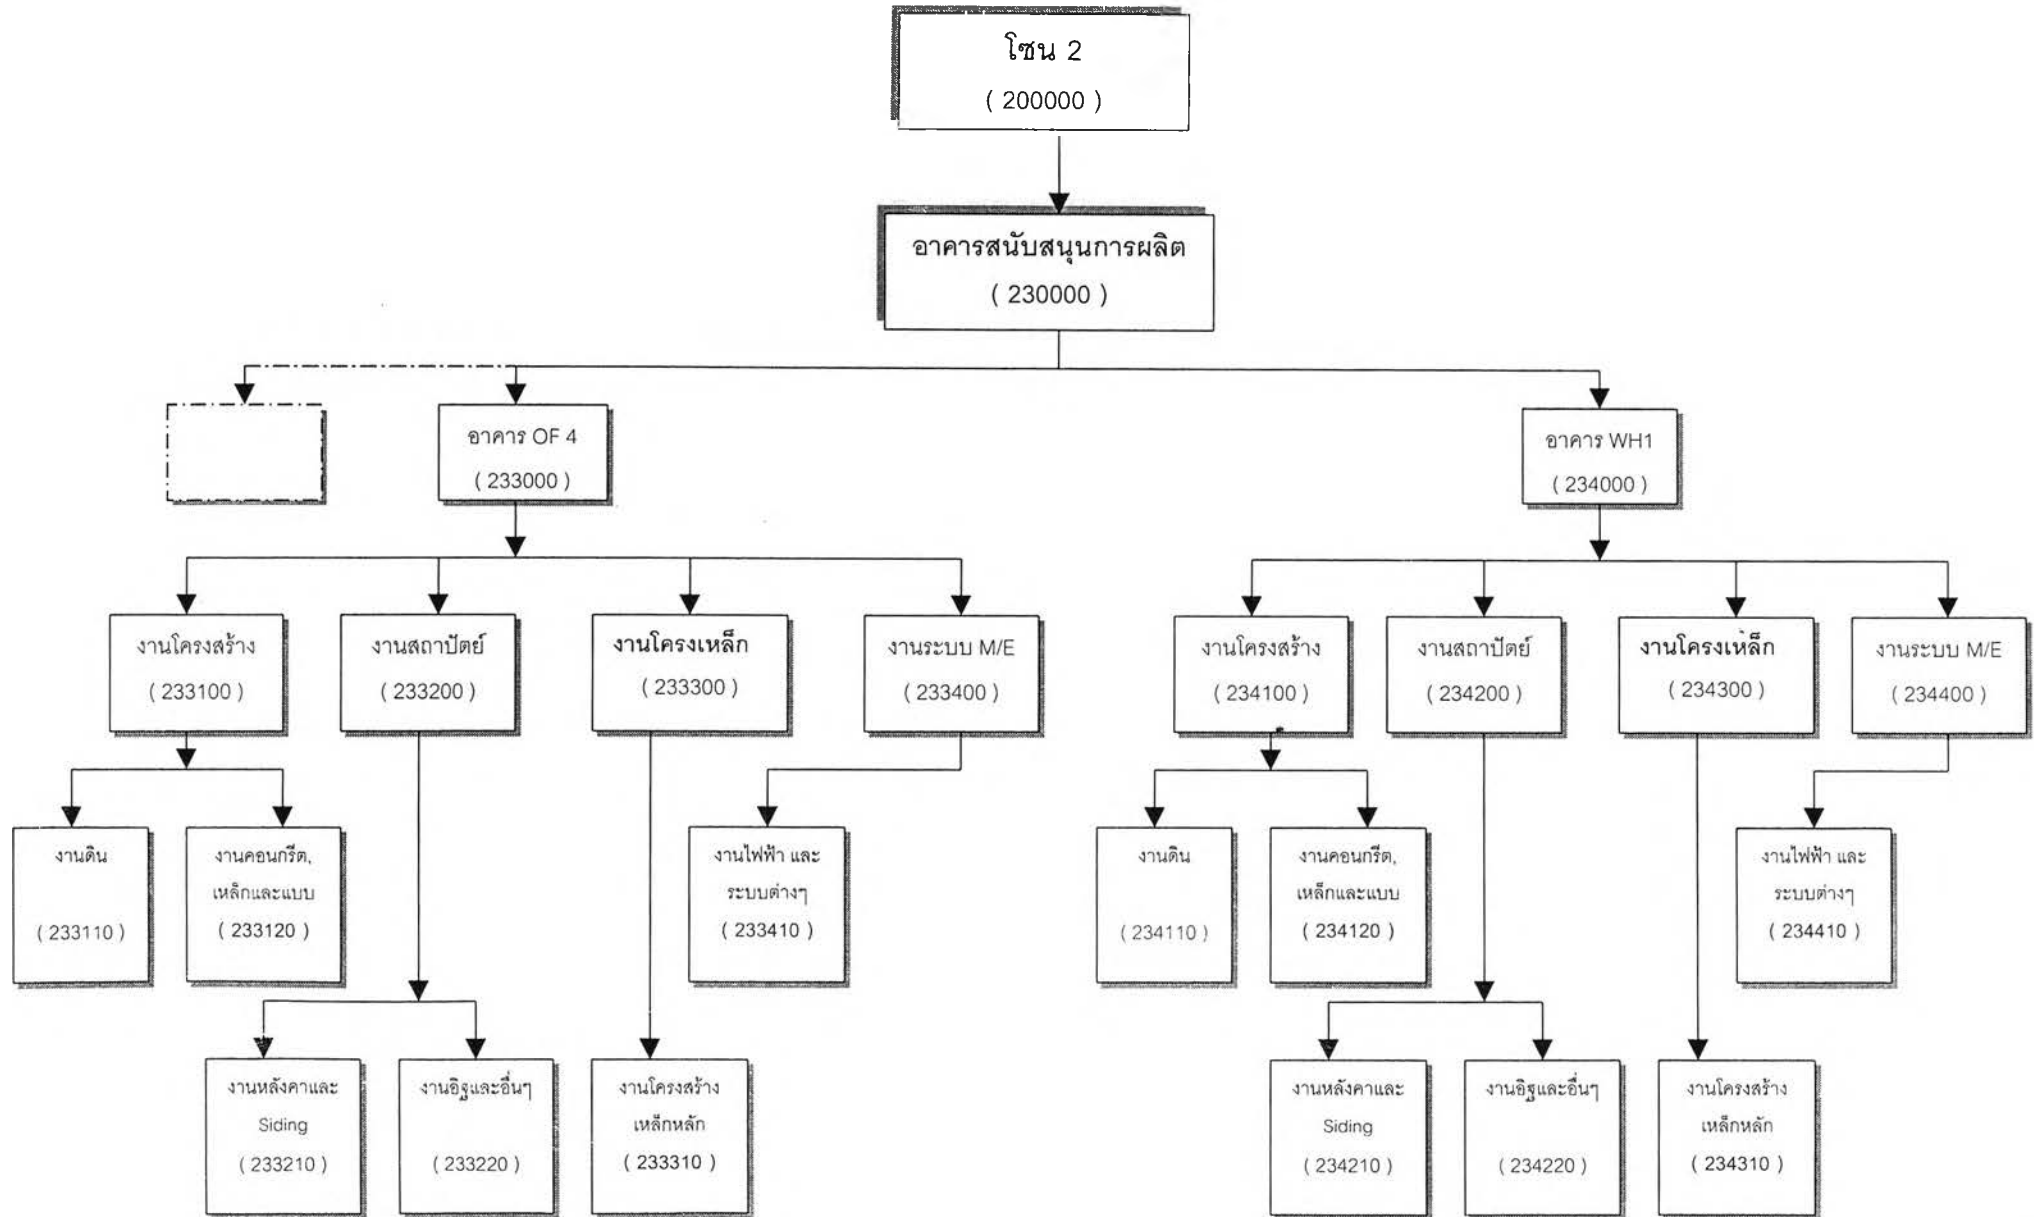 โซน 2
( 200000 )
อาคารสนับสนุนการผลิต
( 230000 )
อาคาร OF 4
( 233000 )
อาคาร WH1
( 234000 )
งานโครงสร้าง
( 233100 )
งานสถาปัตย์
( 233200 )
งานโครงเหล็ก
( 233300 )
งานระบบ M/E
( 233400 )
งานโครงสร้าง
( 234100 )
งานสถาปัตย์
( 234200 )
งานโครงเหล็ก
( 234300 )
งานระบบ M/E
( 234400 )
งานดิน
( 233110 )
งานคอนกรีต,
เหล็กและแบบ
( 233120 )
งานไฟฟ้า และ
ระบบต่างๆ
( 233410 )
งานดิน
( 234110 )
งานคอนกรีต,
เหล็กและแบบ
( 234120 )
งานไฟฟ้า และ
ระบบต่างๆ
( 234410 )
งานหลังคาและ
Siding
( 233210 )
งานอิฐและอื่นๆ
( 233220 )
งานโครงสร้าง
เหล็กหลัก
( 233310 )
งานหลังคาและ
Siding
( 234210 )
งานอิฐและอื่นๆ
( 234220 )
งานโครงสร้าง
เหล็กหลัก
( 234310 )